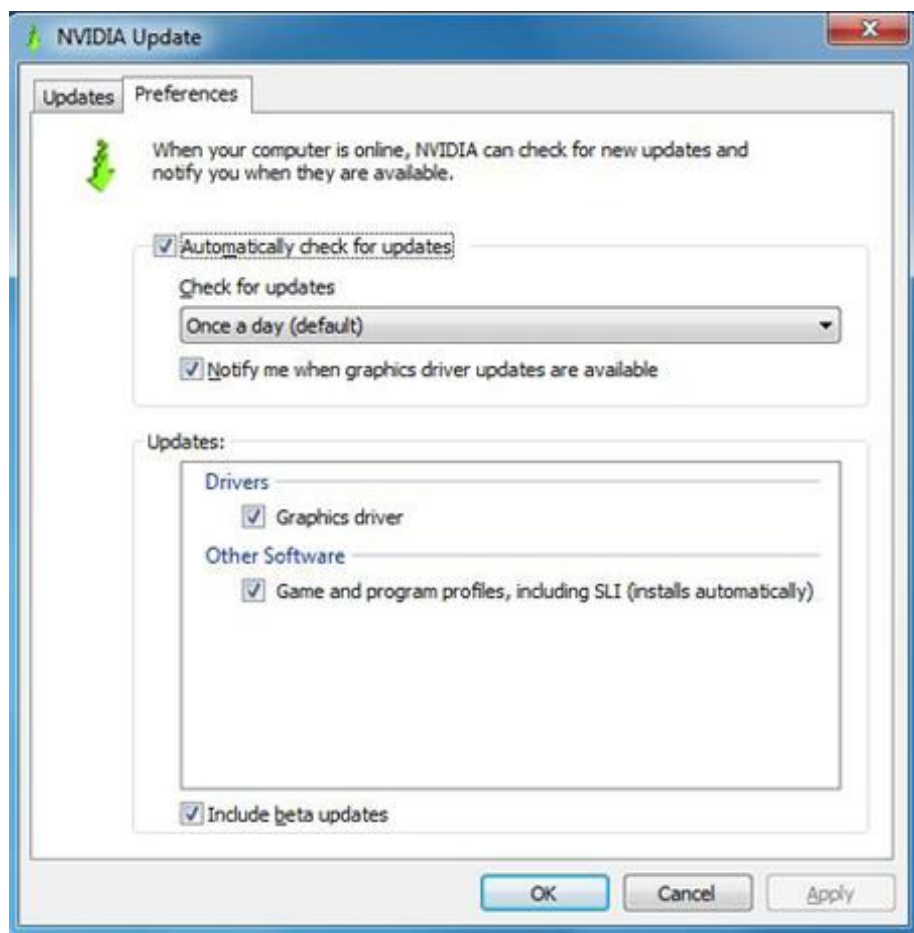 NVIDIA Update
Updates
Preferences
When your computer is online, NVIDIA can check for new updates and
notify you when they are available.
Automatically check for updates
Check for updates
Once a day (default)
Notify me when graphics driver updates are available
Updates:
Drivers
Graphics driver
Other Software
Game and program profiles, including SLI (installs automatically)
Include beta updates
OK
Cancel
Apply